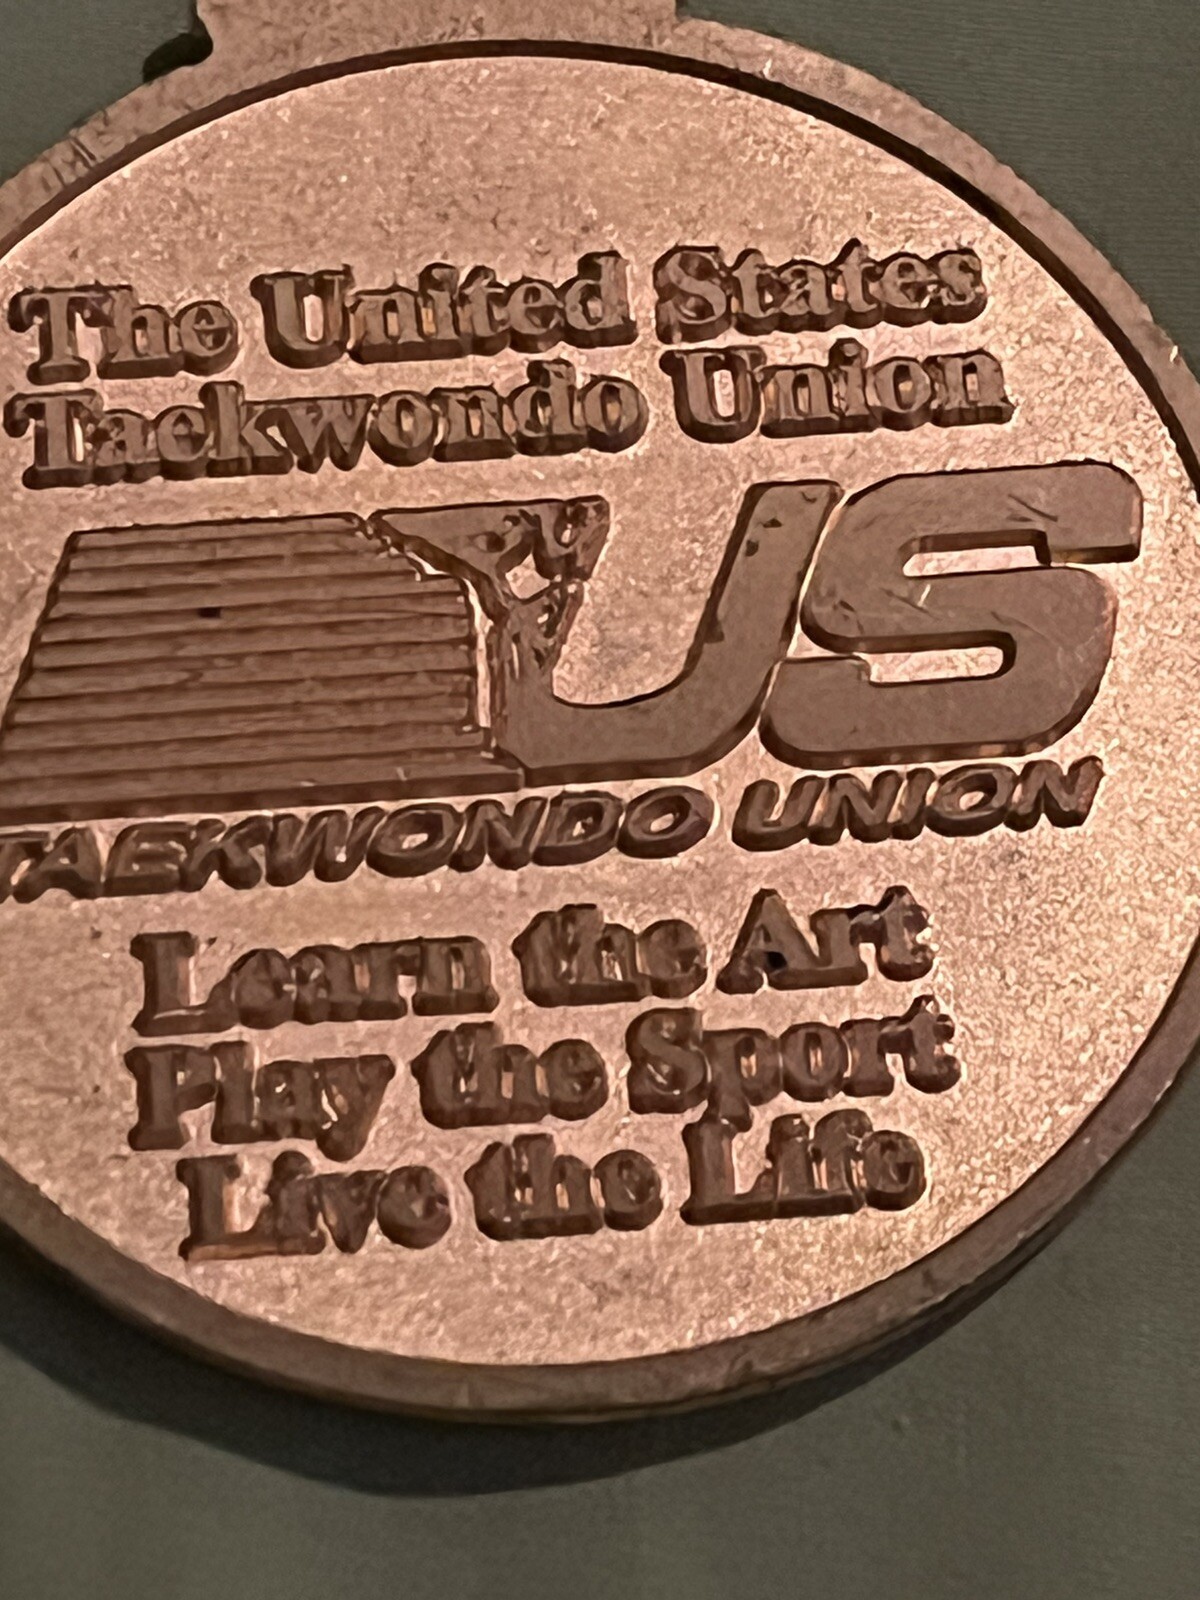 The United States
Taekwondo Union
US
TAEKWONDO UNION
Learn the Art
Play the Sport
Live the Life